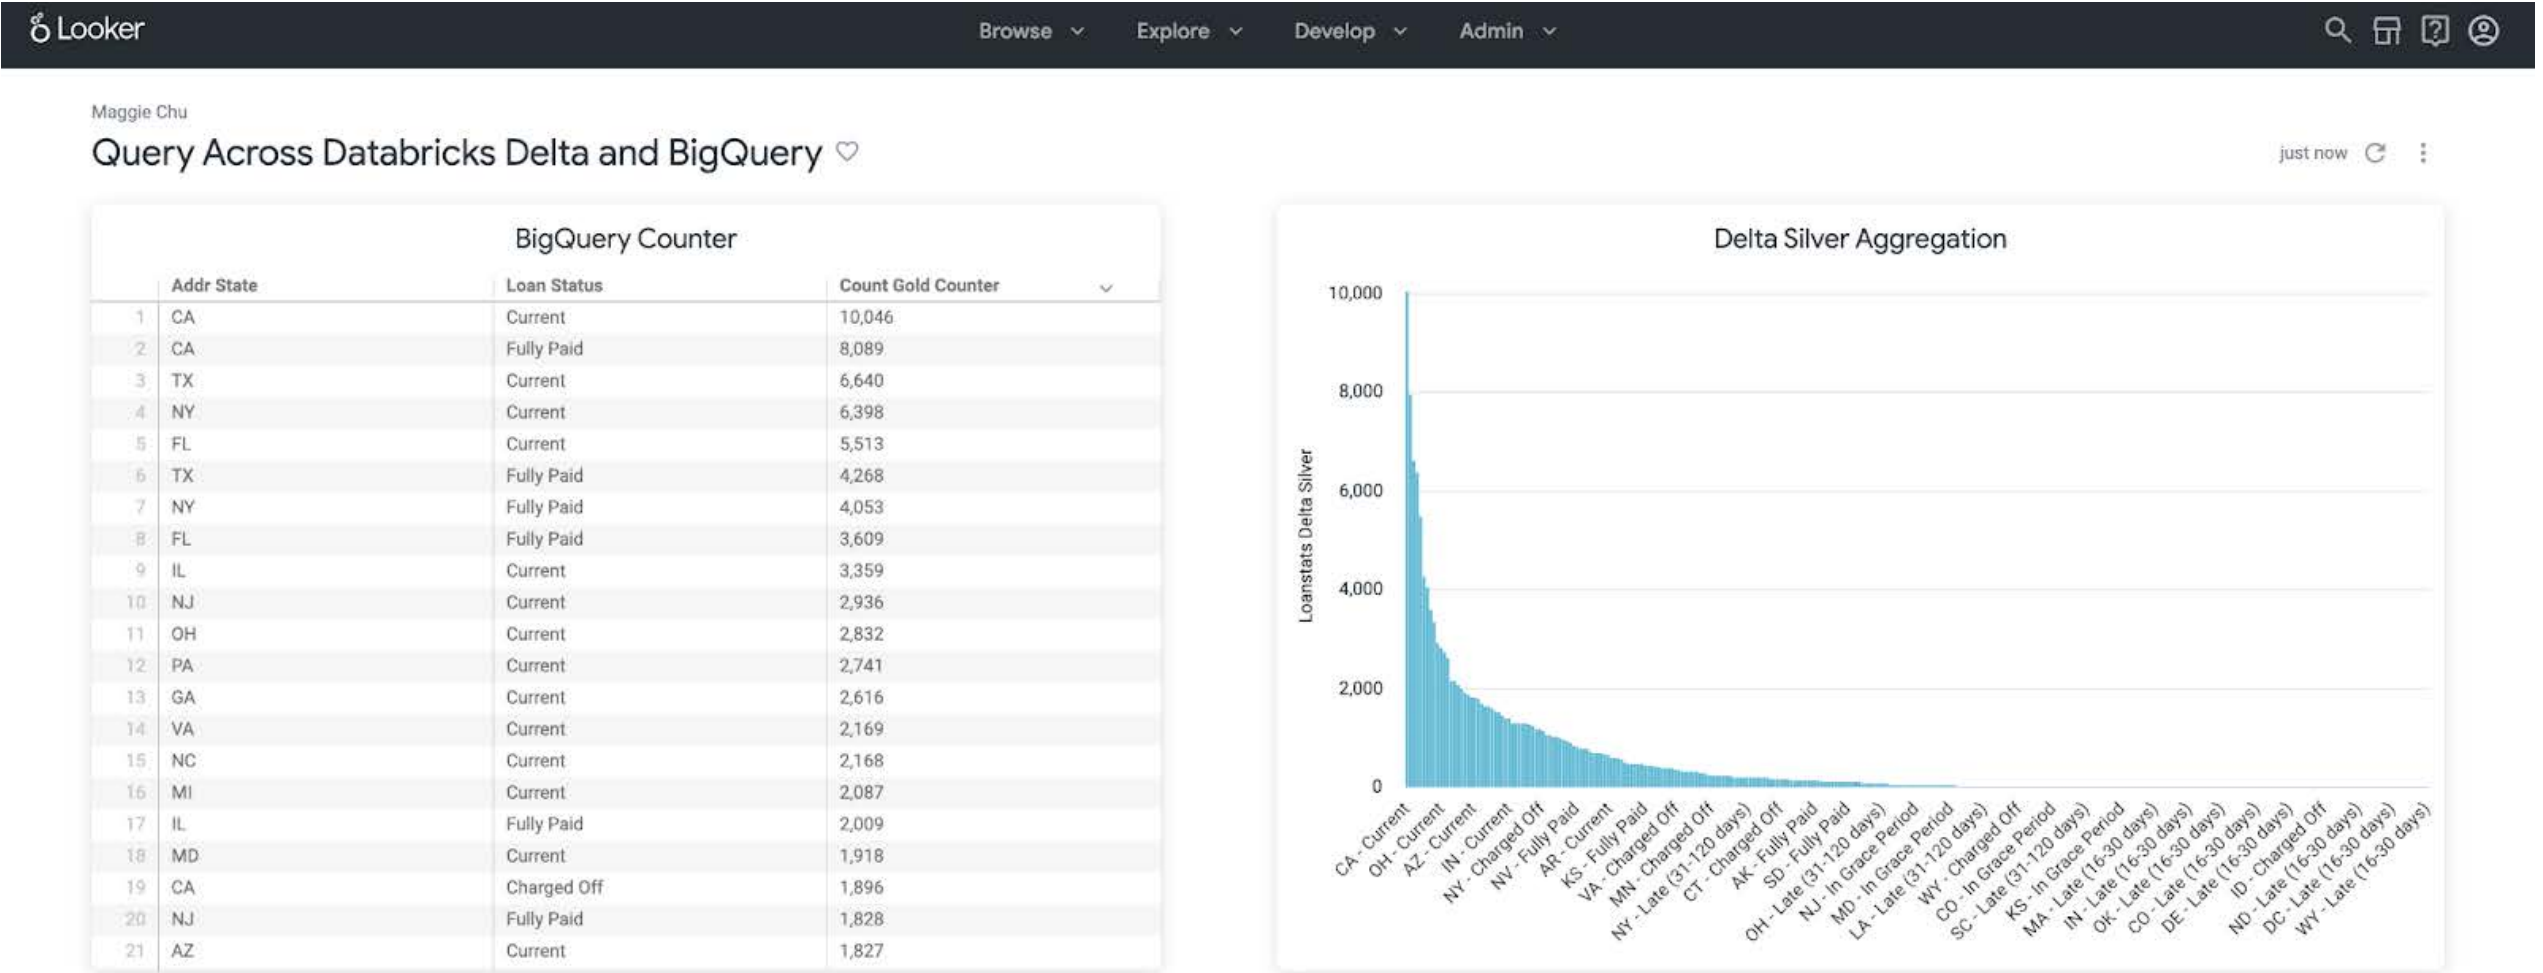 Looker
Browse Explore Develop Admin
Maggie Chu
Query Across Databricks Delta and BigQuery
just now
BigQuery Counter
Addr State Loan Status Count Gold Counter
1 CA Current 10,046
2 CA Fully Paid 8,089
3 TX Current 6,640
4 NY Current 6,398
5 FL Current 5,513
6 TX Fully Paid 4,268
7 NY Fully Paid 4,053
8 FL Fully Paid 3,609
9 IL Current 3,359
10 NJ Current 2,936
11 OH Current 2,832
12 PA Current 2,741
13 GA Current 2,616
14 VA Current 2,169
15 NC Current 2,168
16 MI Current 2,087
17 IL Fully Paid 2,009
18 MD Current 1,918
19 CA Charged Off 1,896
20 NJ Fully Paid 1,828
21 AZ Current 1,827
Delta Silver Aggregation
Loanstats Delta Silver
10,000
8,000
6,000
4,000
2,000
0
CA - Current
OH - Current
AZ - Current
IN - Current
NY - Charged Off
NV - Fully Paid
AR - Current
KS - Fully Paid
VA - Charged Off
MN - Charged Off
NY - Late (31-120 days)
CT - Charged Off
AK - Fully Paid
SD - Fully Paid
OH - Late (31-120 days)
NJ - In Grace Period
MD - In Grace Period
LA - Late (31-120 days)
WY - Charged Off
CO - In Grace Period
SC - Late (31-120 days)
KS - In Grace Period
MA - Late (16-30 days)
IN - Late (16-30 days)
OK - Late (16-30 days)
CO - Late (16-30 days)
DE - Late (16-30 days)
ID - Charged Off
ND - Late (16-30 days)
DC - Late (16-30 days)
WY - Late (16-30 days)